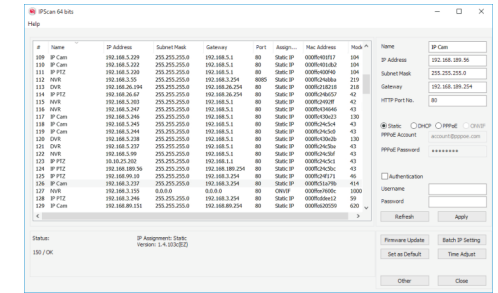 IPScan 64 bits
Help
# Name IP Address Subnet Mask Gateway Port Assign... Mac Address Mode
109 IP Cam 192.168.5.229 255.255.255.0 192.168.5.1 80 Static IP 000ffc401f17 104
110 IP Cam 192.168.5.222 255.255.255.0 192.168.5.1 80 Static IP 000ffc401db2 104
111 IP PTZ 192.168.5.220 255.255.255.0 192.168.5.1 80 Static IP 000ffc400f40 104
112 NVR 192.168.3.55 255.255.255.0 192.168.3.254 8085 Static IP 000ffc24abba 219
113 DVR 192.168.26.194 255.255.255.0 192.168.26.254 80 Static IP 000ffc218218 218
114 IP PTZ 192.168.26.67 255.255.255.0 192.168.26.254 80 Static IP 000ffc24b657 42
115 NVR 192.168.5.203 255.255.255.0 192.168.5.1 80 Static IP 42
116 NVR 192.168.5.247 255.255.255.0 192.168.5.1 80 Static IP 43
117 IP Cam 192.168.5.246 255.255.255.0 192.168.5.1 80 Static IP 000ffc430e23 130
118 IP Cam 192.168.5.245 255.255.255.0 192.168.5.1 80 Static IP 000ffc24c5c4 43
119 IP Cam 192.168.5.244 255.255.255.0 192.168.5.1 80 Static IP 000ffc24c5c0 43
120 DVR 192.168.5.238 255.255.255.0 192.168.5.1 80 Static IP 000ffc430e2b 130
121 DVR 192.168.5.231 255.255.255.0 192.168.5.1 80 Static IP 000ffc24c5ba 43
122 NVR 192.168.5.99 255.255.255.0 192.168.5.1 80 Static IP 000ffc24c5bf 43
123 IP PTZ 10.10.25.202 255.255.255.0 192.168.1.1 80 Static IP 000ffc24c5c1 43
124 IP PTZ 192.168.189.56 255.255.255.0 192.168.189.254 80 Static IP 000ffc24c5bc 43
125 IP PTZ 192.168.99.10 255.255.255.0 192.168.3.254 80 Static IP 000ffc24f171 46
126 IP Cam 192.168.3.237 255.255.255.0 192.168.3.254 80 Static IP 000ffc51a79b 414
127 NVR 192.168.3.155 0.0.0.0 0.0.0.0 80 ONVIF 1000
128 IP PTZ 192.168.3.246 255.255.255.0 192.168.3.254 80 Static IP 59
129 IP Cam 192.168.89.151 255.255.255.0 192.168.89.254 80 Static IP 620
Name IP Cam
IP Address 192.168.189.56
Subnet Mask 255.255.255.0
Gateway 192.168.189.254
HTTP Port No. 80
Static DHCP PPPoE ONVIF
PPPoE Account account@pppoe.com
PPPoE Password ********
Authentication
Username
Password
Refresh Apply
Status: IP Assignment: Static
Version: 1.4.103c(EZ)
150 / OK
Firmware Update Batch IP Setting
Set as Default Time Adjust
Other Close